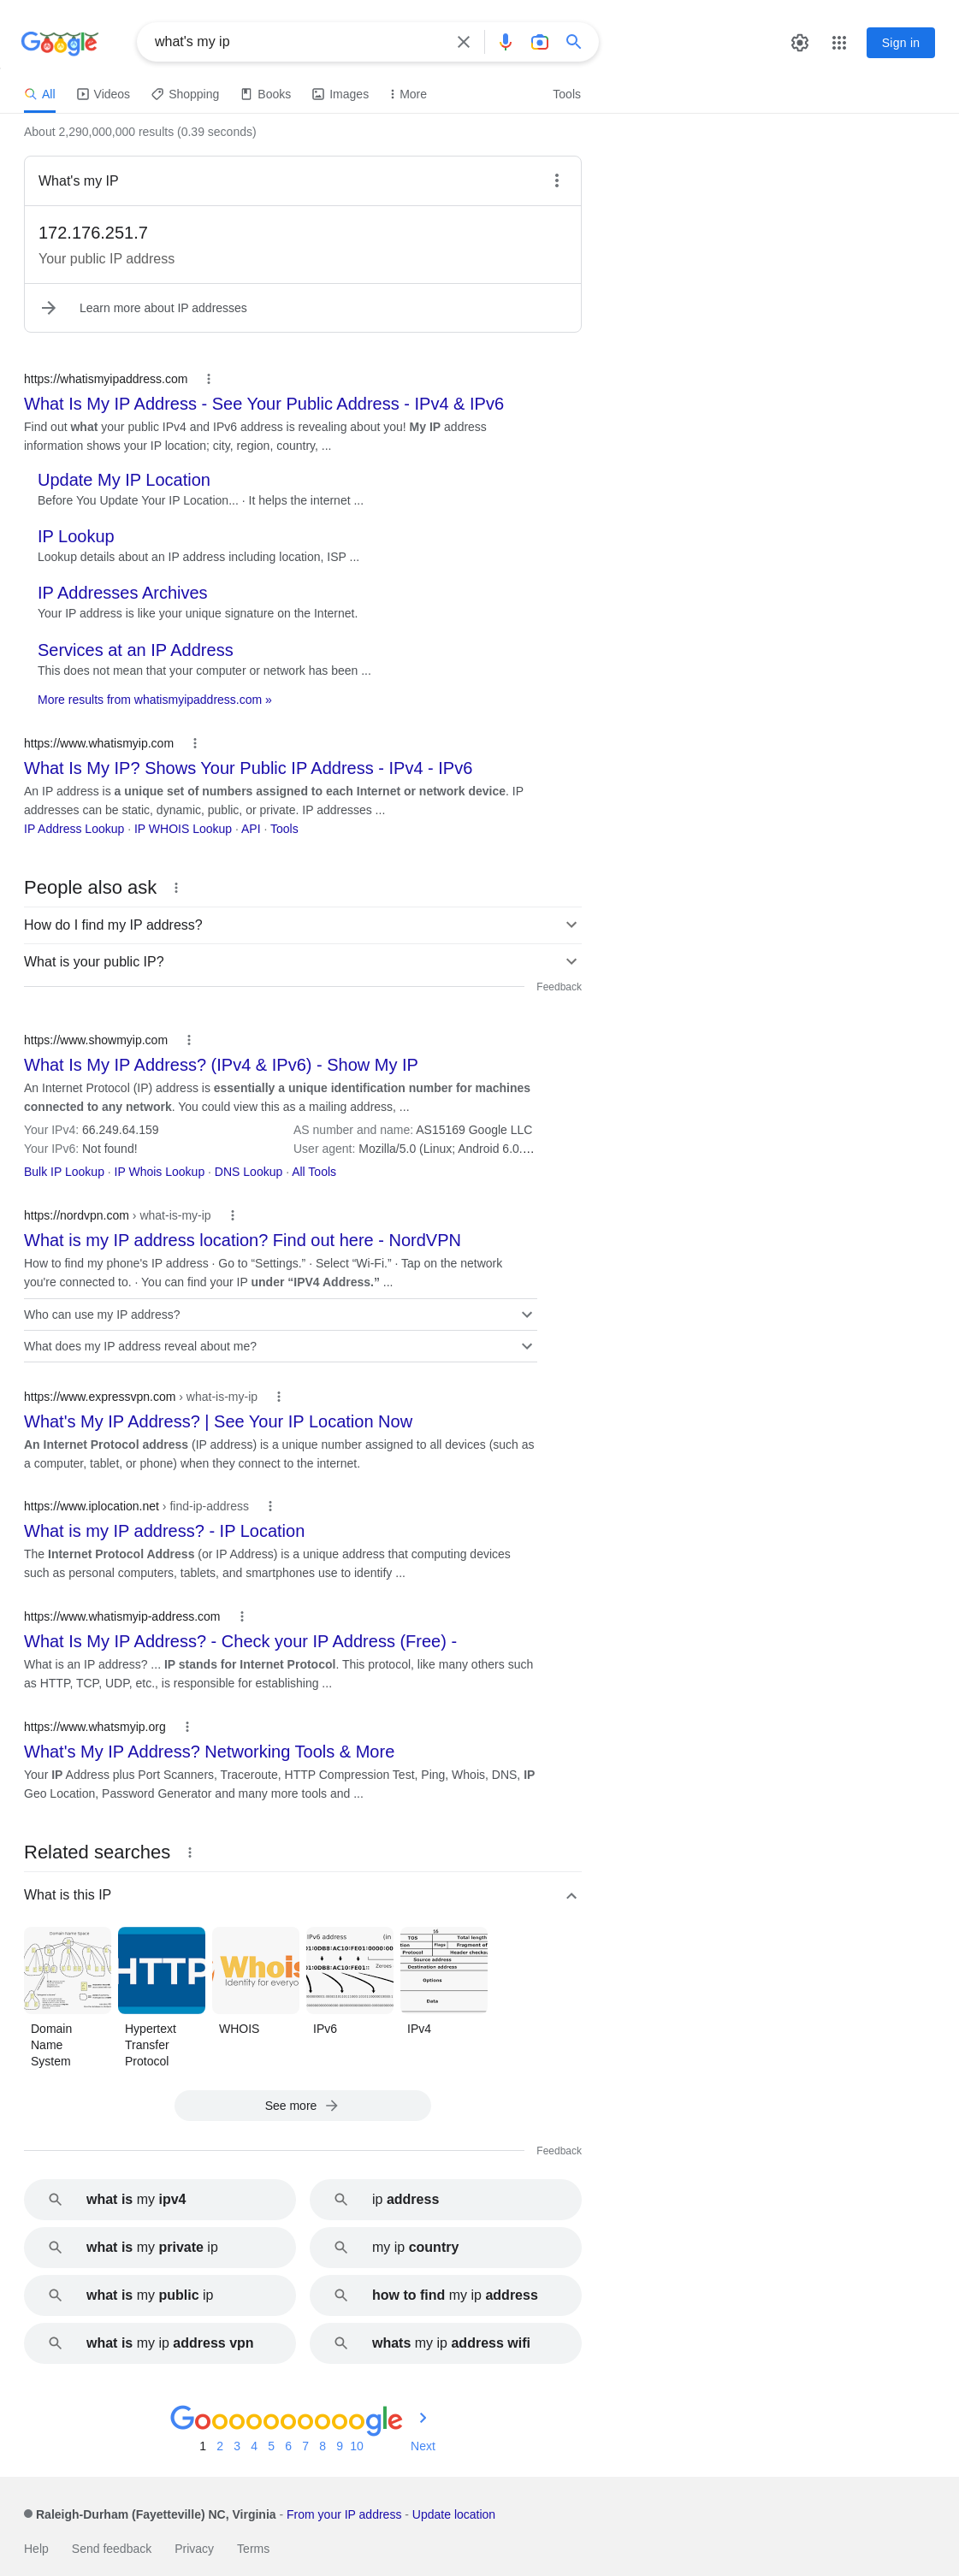 Google
what's my ip
Sign in
All
Videos
Shopping
Books
Images
More
Tools
About 2,290,000,000 results (0.39 seconds)
What's my IP
172.176.251.7
Your public IP address
Learn more about IP addresses
https://whatismyipaddress.com
What Is My IP Address - See Your Public Address - IPv4 & IPv6
Find out what your public IPv4 and IPv6 address is revealing about you! My IP address
information shows your IP location; city, region, country, ...
Update My IP Location
Before You Update Your IP Location... · It helps the internet ...
IP Lookup
Lookup details about an IP address including location, ISP ...
IP Addresses Archives
Your IP address is like your unique signature on the Internet.
Services at an IP Address
This does not mean that your computer or network has been ...
More results from whatismyipaddress.com »
https://www.whatismyip.com
What Is My IP? Shows Your Public IP Address - IPv4 - IPv6
An IP address is a unique set of numbers assigned to each Internet or network device. IP
addresses can be static, dynamic, public, or private. IP addresses ...
IP Address Lookup · IP WHOIS Lookup · API · Tools
People also ask
How do I find my IP address?
What is your public IP?
Feedback
https://www.showmyip.com
What Is My IP Address? (IPv4 & IPv6) - Show My IP
An Internet Protocol (IP) address is essentially a unique identification number for machines
connected to any network. You could view this as a mailing address, ...
Your IPv4: 66.249.64.159
AS number and name: AS15169 Google LLC
Your IPv6: Not found!
User agent: Mozilla/5.0 (Linux; Android 6.0....
Bulk IP Lookup · IP Whois Lookup · DNS Lookup · All Tools
https://nordvpn.com › what-is-my-ip
What is my IP address location? Find out here - NordVPN
How to find my phone's IP address · Go to “Settings.” · Select “Wi-Fi.” · Tap on the network
you're connected to. · You can find your IP under “IPV4 Address.” ...
Who can use my IP address?
What does my IP address reveal about me?
https://www.expressvpn.com › what-is-my-ip
What's My IP Address? | See Your IP Location Now
An Internet Protocol address (IP address) is a unique number assigned to all devices (such as
a computer, tablet, or phone) when they connect to the internet.
https://www.iplocation.net › find-ip-address
What is my IP address? - IP Location
The Internet Protocol Address (or IP Address) is a unique address that computing devices
such as personal computers, tablets, and smartphones use to identify ...
https://www.whatismyip-address.com
What Is My IP Address? - Check your IP Address (Free) -
What is an IP address? ... IP stands for Internet Protocol. This protocol, like many others such
as HTTP, TCP, UDP, etc., is responsible for establishing ...
https://www.whatsmyip.org
What's My IP Address? Networking Tools & More
Your IP Address plus Port Scanners, Traceroute, HTTP Compression Test, Ping, Whois, DNS, IP
Geo Location, Password Generator and many more tools and ...
Related searches
What is this IP
Domain Name Space
HTTP
Whois
Identity for everyo
IPv6 address (in
Zeroes
TOS Total length
Flags Fragment of
Protocol Header checksu
Source address
Destination address
Options
Data
Domain
Name
System
Hypertext
Transfer
Protocol
WHOIS
IPv6
IPv4
See more
Feedback
what is my ipv4
ip address
what is my private ip
my ip country
what is my public ip
how to find my ip address
what is my ip address vpn
whats my ip address wifi
Goooooooooogle
1 2 3 4 5 6 7 8 9 10 Next
Raleigh-Durham (Fayetteville) NC, Virginia - From your IP address - Update location
Help Send feedback Privacy Terms